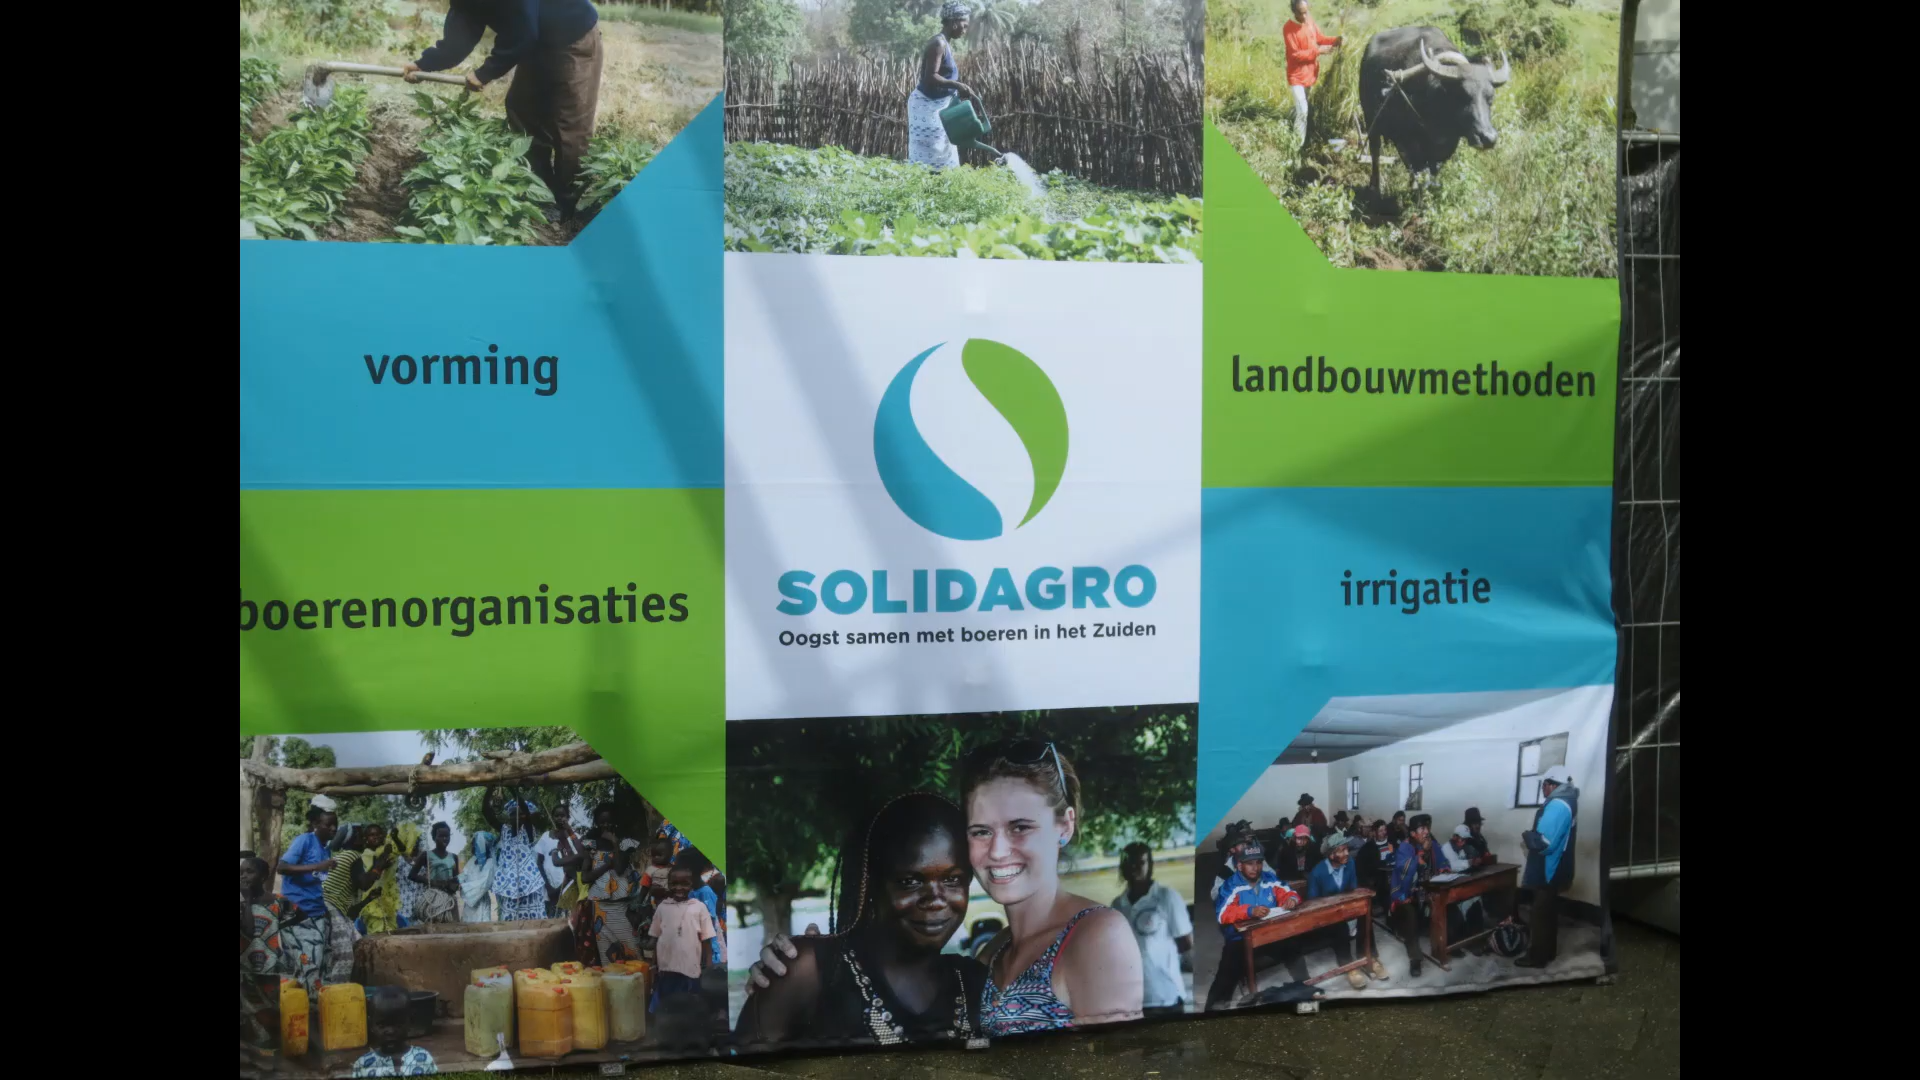 vorming
landbouwmethoden
boerenorganisaties
SOLIDAGRO
Oogst samen met boeren in het Zuiden
irrigatie